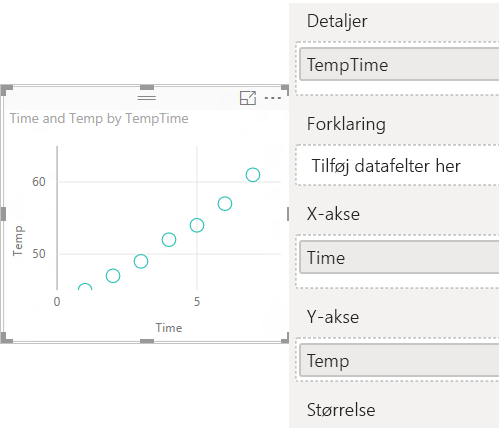 Time and Temp by TempTime
60
50
Temp
0
5
Time
Detaljer
TempTime
Forklaring
Tilføj datafelter her
X-akse
Time
Y-akse
Temp
Størrelse